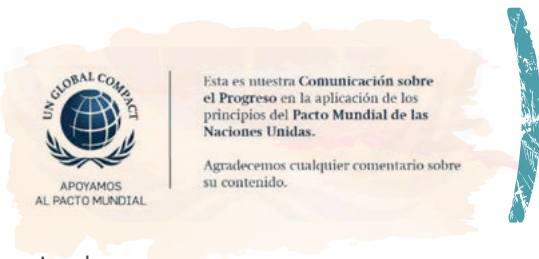 UN GLOBAL COMPACT
APOYAMOS
AL PACTO MUNDIAL
Esta es nuestra Comunicación sobre
el Progreso en la aplicación de los
principios del Pacto Mundial de las
Naciones Unidas.
Agradecemos cualquier comentario sobre
su contenido.